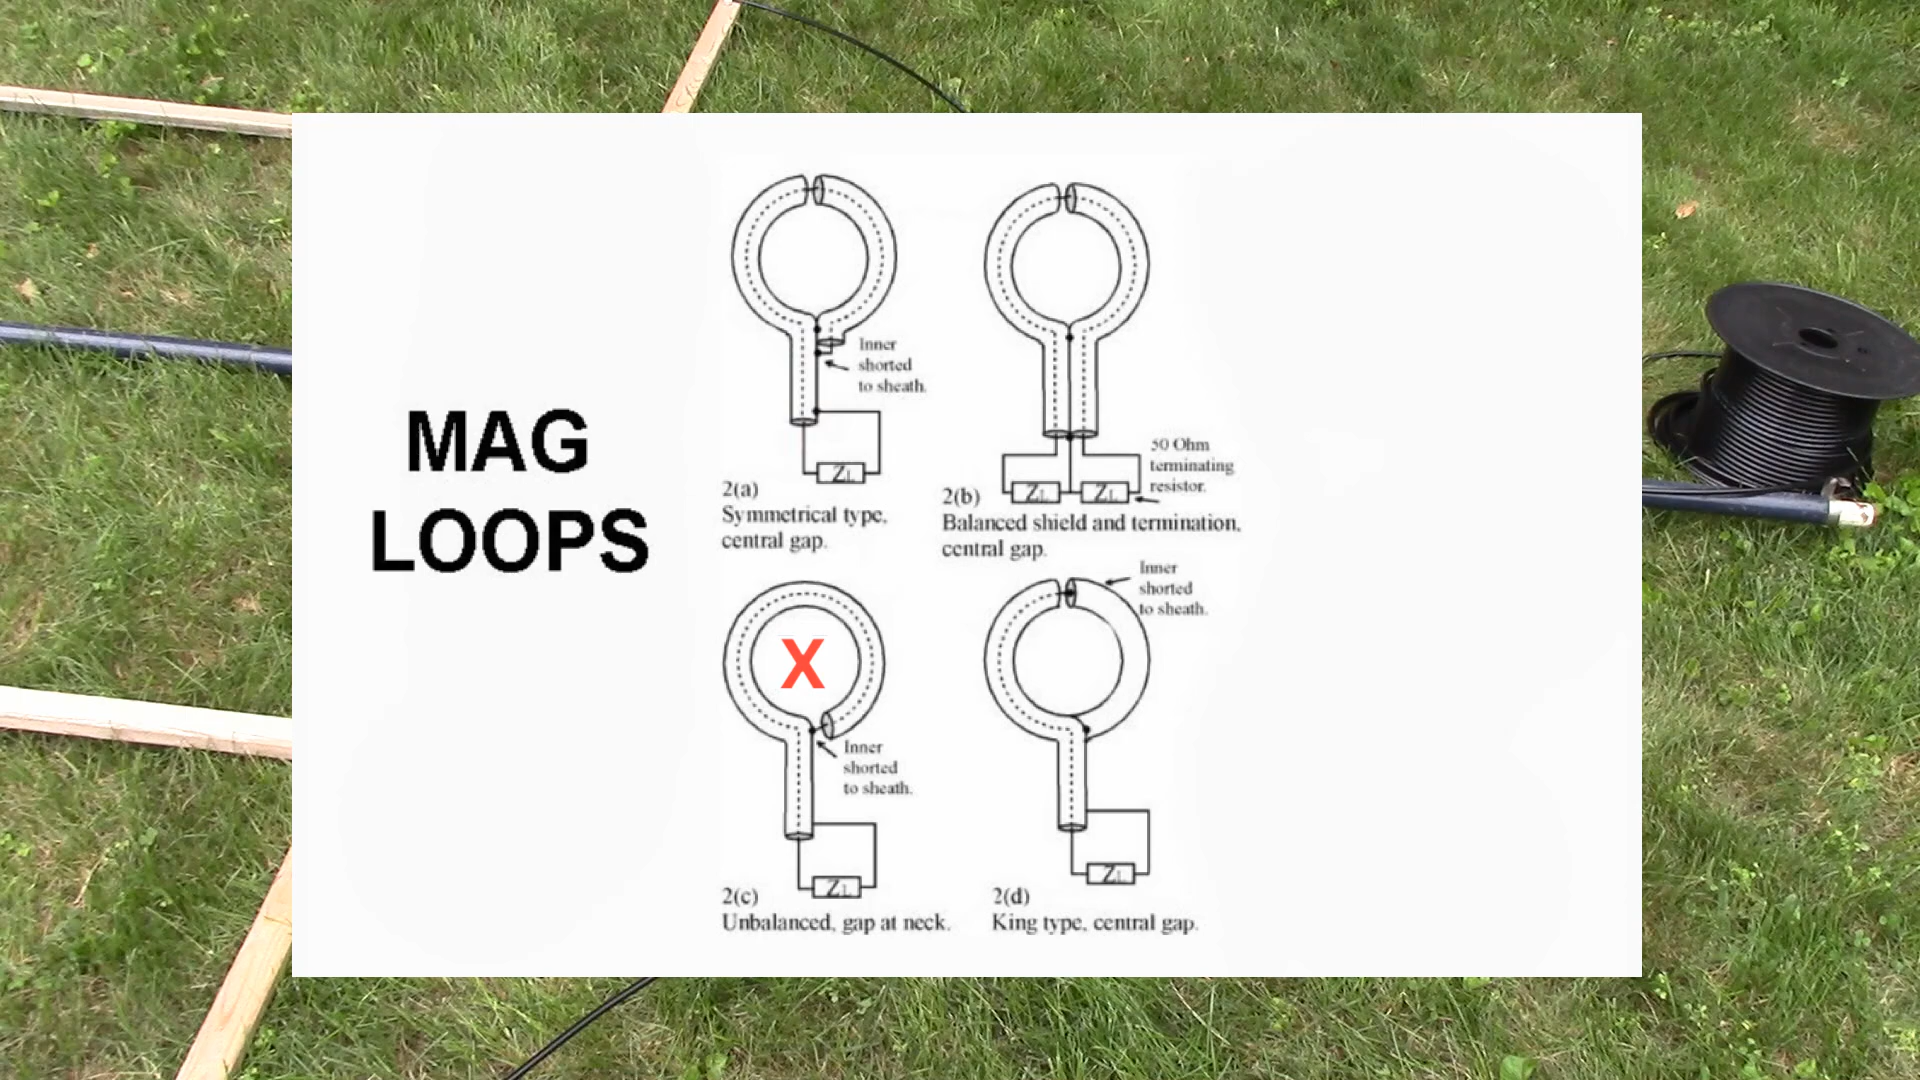 MAG
LOOPS
Inner
shorted
to sheath.
ZL
2(a)
Symmetrical type,
central gap.
50 Ohm
terminating
resistor.
ZL
ZL
2(b)
Balanced shield and termination,
central gap.
X
Inner
shorted
to sheath.
ZL
2(c)
Unbalanced, gap at neck.
Inner
shorted
to sheath.
ZL
2(d)
King type, central gap.